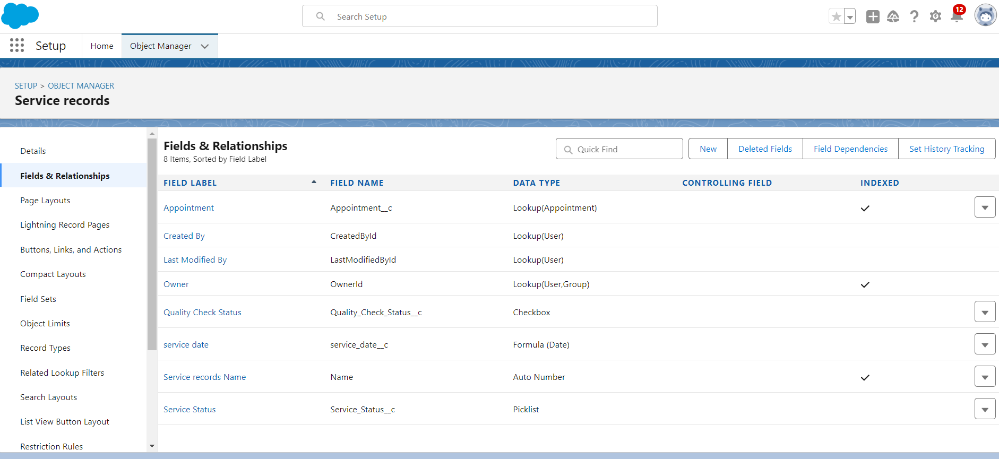 Search Setup
12
Setup
Home
Object Manager
SETUP > OBJECT MANAGER
Service records
Details
Fields & Relationships
Page Layouts
Lightning Record Pages
Buttons, Links, and Actions
Compact Layouts
Field Sets
Object Limits
Record Types
Related Lookup Filters
Search Layouts
List View Button Layout
Restriction Rules
Fields & Relationships
8 Items, Sorted by Field Label
Quick Find
New
Deleted Fields
Field Dependencies
Set History Tracking
FIELD LABEL FIELD NAME DATA TYPE CONTROLLING FIELD INDEXED
Appointment Appointment__c Lookup(Appointment)
Created By CreatedById Lookup(User)
Last Modified By LastModifiedById Lookup(User)
Owner OwnerId Lookup(User,Group)
Quality Check Status Quality_Check_Status__c Checkbox
service date service_date__c Formula (Date)
Service records Name Name Auto Number
Service Status Service_Status__c Picklist